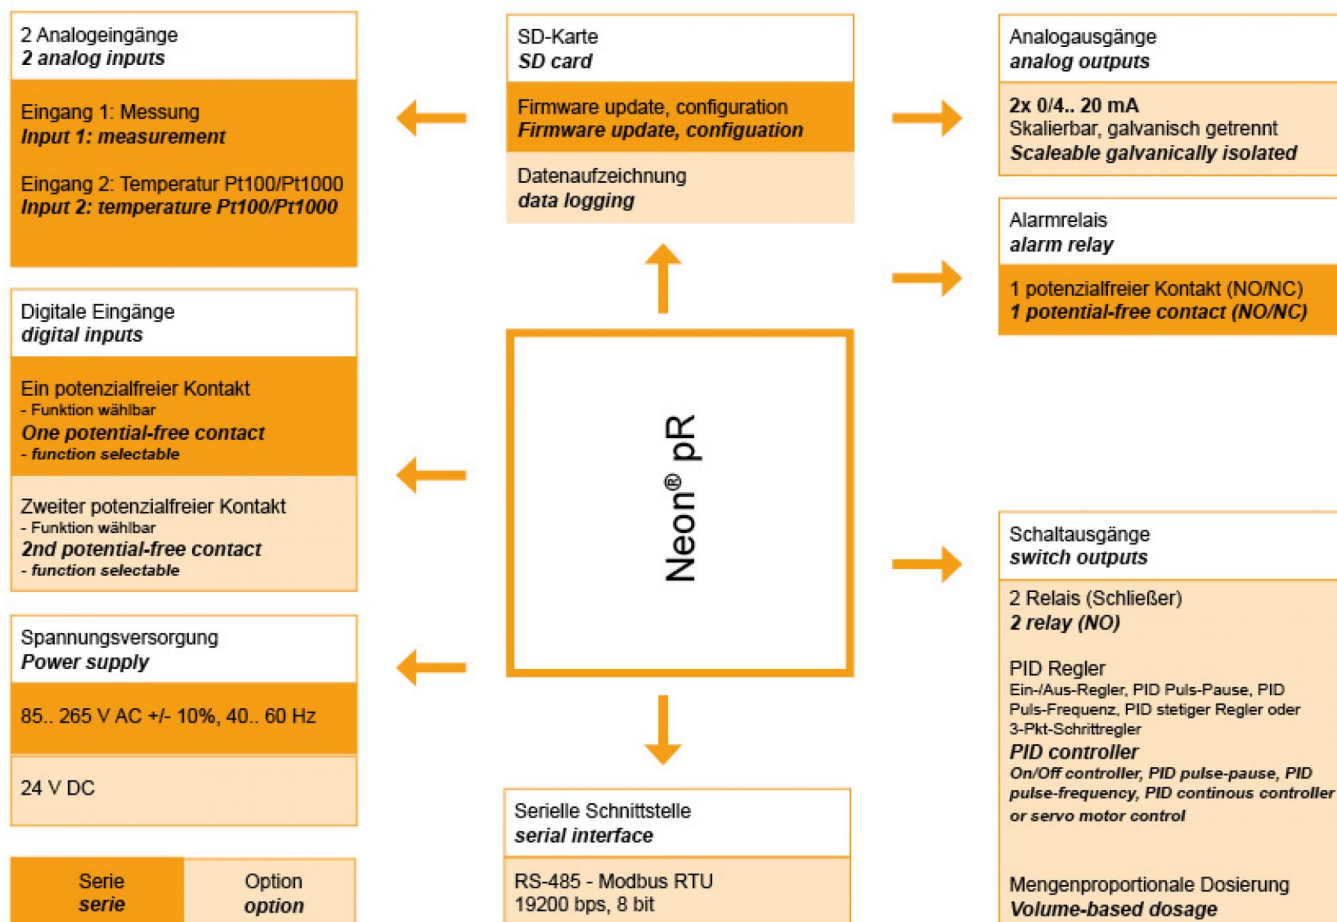 2 Analogeingänge
2 analog inputs
Eingang 1: Messung
Input 1: measurement
Eingang 2: Temperatur Pt100/Pt1000
Input 2: temperature Pt100/Pt1000
Digitale Eingänge
digital inputs
Ein potenzialfreier Kontakt
- Funktion wählbar
One potential-free contact
- function selectable
Zweiter potenzialfreier Kontakt
- Funktion wählbar
2nd potential-free contact
- function selectable
Spannungsversorgung
Power supply
85.. 265 V AC +/- 10%, 40.. 60 Hz
24 V DC
Serie
serie
Option
option
SD-Karte
SD card
Firmware update, configuration
Firmware update, configuation
Datenaufzeichnung
data logging
Neon® pR
Serielle Schnittstelle
serial interface
RS-485 - Modbus RTU
19200 bps, 8 bit
Analogausgänge
analog outputs
2x 0/4.. 20 mA
Skalierbar, galvanisch getrennt
Scaleable galvanically isolated
Alarmrelais
alarm relay
1 potenzialfreier Kontakt (NO/NC)
1 potential-free contact (NO/NC)
Schaltausgänge
switch outputs
2 Relais (Schließer)
2 relay (NO)
PID Regler
Ein-/Aus-Regler, PID Puls-Pause, PID
Puls-Frequenz, PID stetiger Regler oder
3-Pkt-Schrittregler
PID controller
On/Off controller, PID pulse-pause, PID
pulse-frequency, PID continous controller
or servo motor control
Mengenproportionale Dosierung
Volume-based dosage